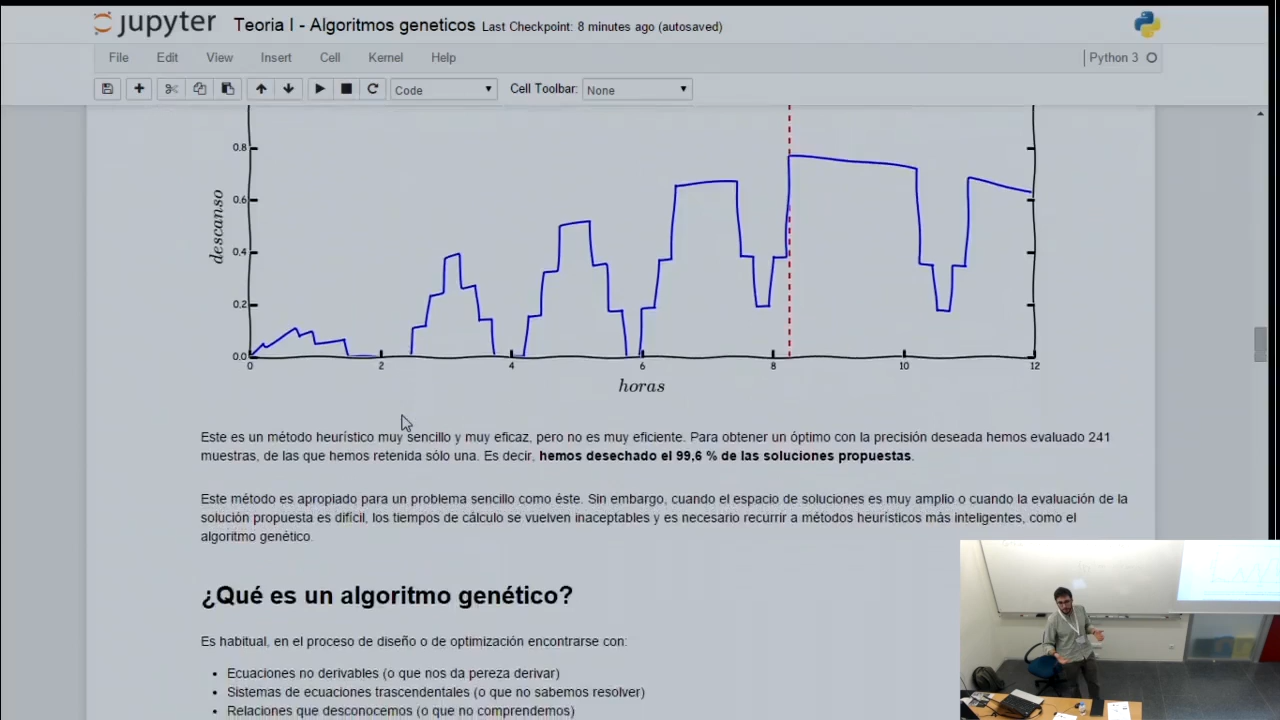 jupyter Teoria I - Algoritmos geneticos Last Checkpoint: 8 minutes ago (autosaved)
File Edit View Insert Cell Kernel Help Python 3
Code Cell Toolbar: None
0.8
0.6
0.4
0.2
0.0
descanso
0 2 4 6 8 10 12
horas
Este es un método heurístico muy sencillo y muy eficaz, pero no es muy eficiente. Para obtener un óptimo con la precisión deseada hemos evaluado 241
muestras, de las que hemos retenida sólo una. Es decir, hemos desechado el 99,6 % de las soluciones propuestas.
Este método es apropiado para un problema sencillo como éste. Sin embargo, cuando el espacio de soluciones es muy amplio o cuando la evaluación de la
solución propuesta es difícil, los tiempos de cálculo se vuelven inaceptables y es necesario recurrir a métodos heurísticos más inteligentes, como el
algoritmo genético.
¿Qué es un algoritmo genético?
Es habitual, en el proceso de diseño o de optimización encontrarse con:
• Ecuaciones no derivables (o que nos da pereza derivar)
• Sistemas de ecuaciones trascendentales (o que no sabemos resolver)
• Relaciones que desconocemos (o que no comprendemos)